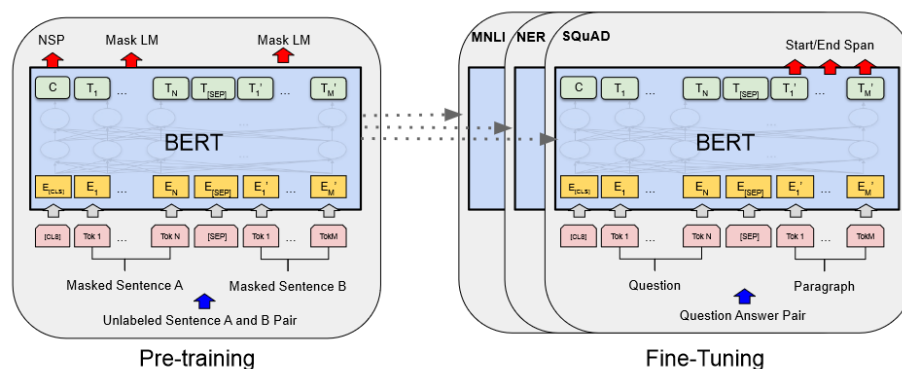 NSP Mask LM Mask LM
C T1 ... TN T[SEP] T1' ... TM'
BERT
E[CLS] E1 ... EN E[SEP] E1' ... EM'
[CLS] Tok 1 ... Tok N [SEP] Tok 1 ... TokM
Masked Sentence A Masked Sentence B
Unlabeled Sentence A and B Pair
Pre-training
MNLI NER SQuAD
Start/End Span
C T1 ... TN T[SEP] T1' ... TM'
BERT
E[CLS] E1 ... EN E[SEP] E1' ... EM'
[CLS] Tok 1 ... Tok N [SEP] Tok 1 ... TokM
Question Paragraph
Question Answer Pair
Fine-Tuning